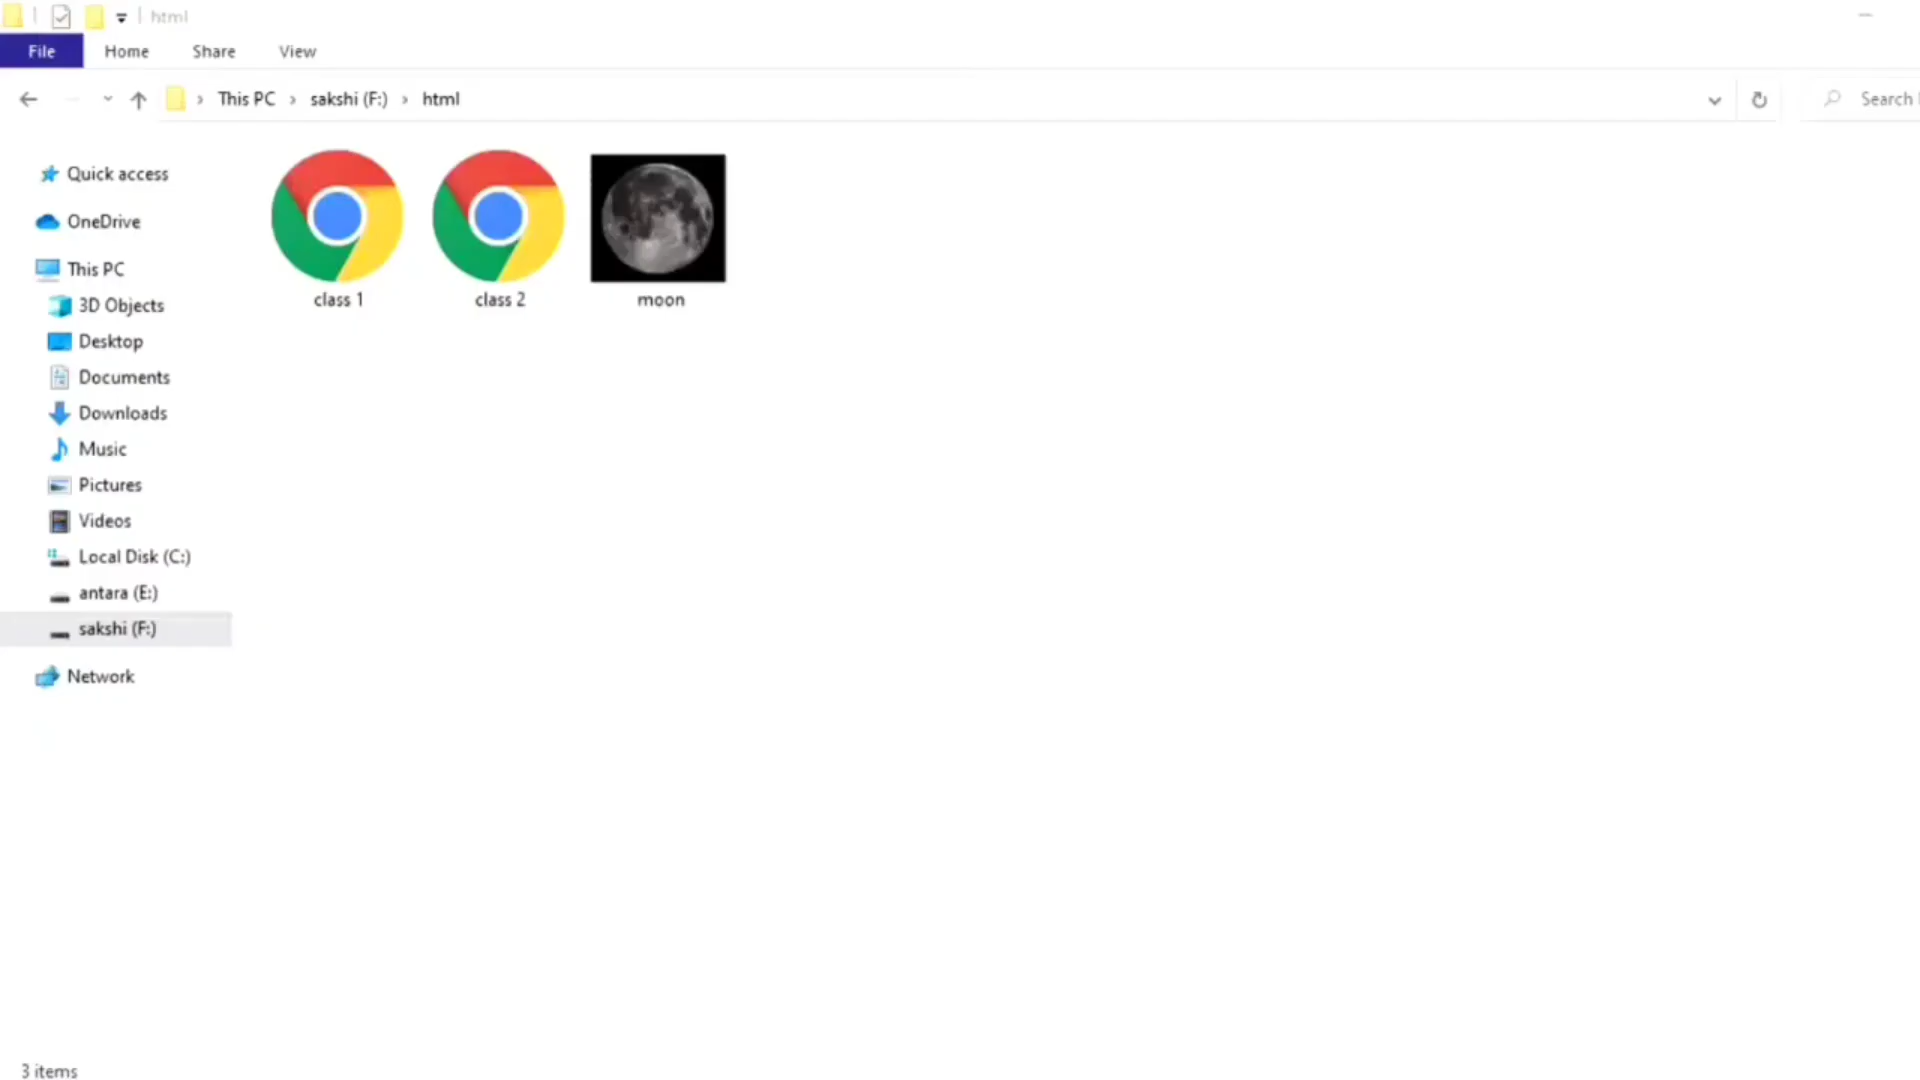 html
File Home Share View
This PC sakshi (F:) html
Search
Quick access
OneDrive
This PC
3D Objects
Desktop
Documents
Downloads
Music
Pictures
Videos
Local Disk (C:)
antara (E:)
sakshi (F:)
Network
class 1
class 2
moon
3 items